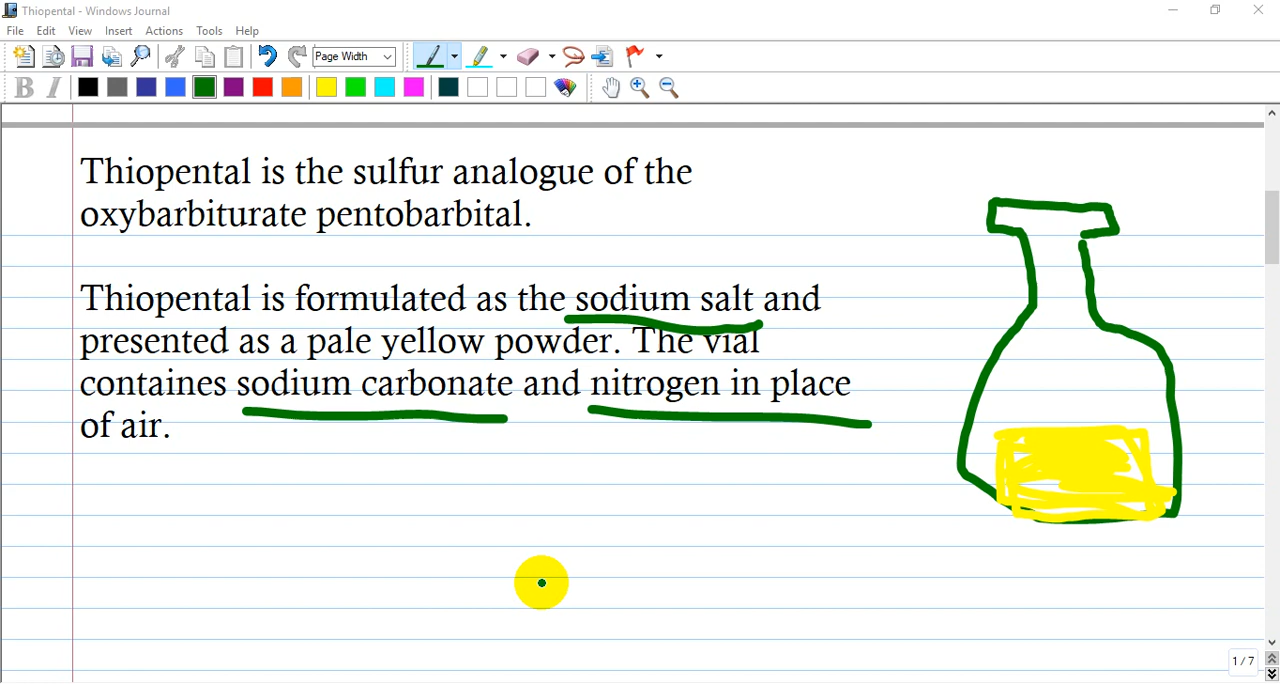 Thiopental - Windows Journal
File Edit View Insert Actions Tools Help
Page Width
B I
Thiopental is the sulfur analogue of the
oxybarbiturate pentobarbital.
Thiopental is formulated as the sodium salt and
presented as a pale yellow powder. The vial
containes sodium carbonate and nitrogen in place
of air.
1 / 7